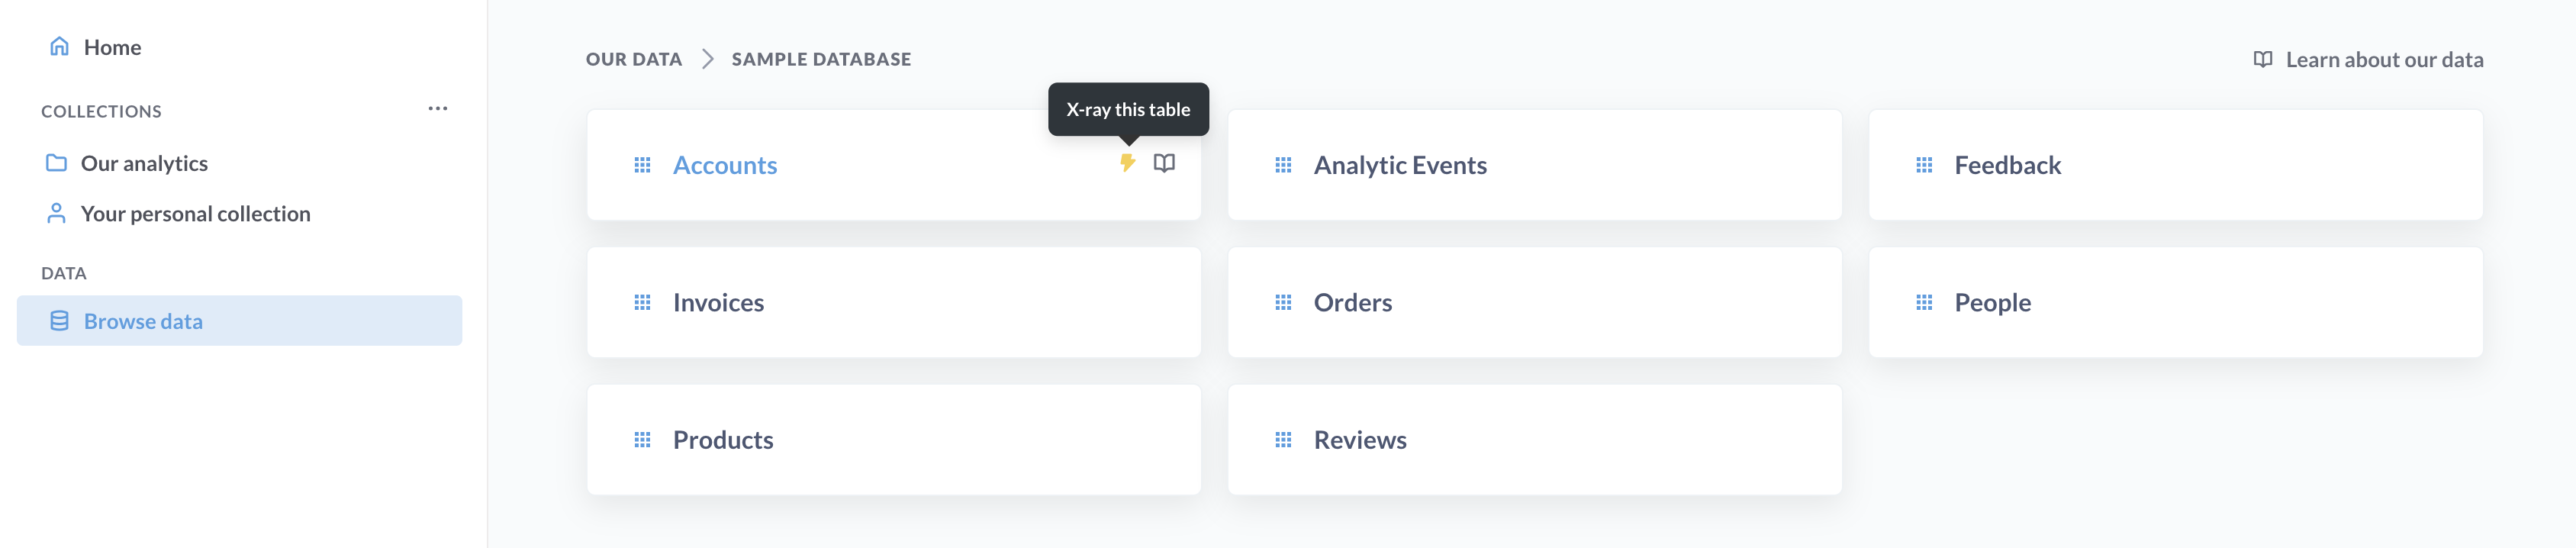 Home
COLLECTIONS
Our analytics
Your personal collection
DATA
Browse data
OUR DATA
SAMPLE DATABASE
Learn about our data
X-ray this table
Accounts
Analytic Events
Feedback
Invoices
Orders
People
Products
Reviews